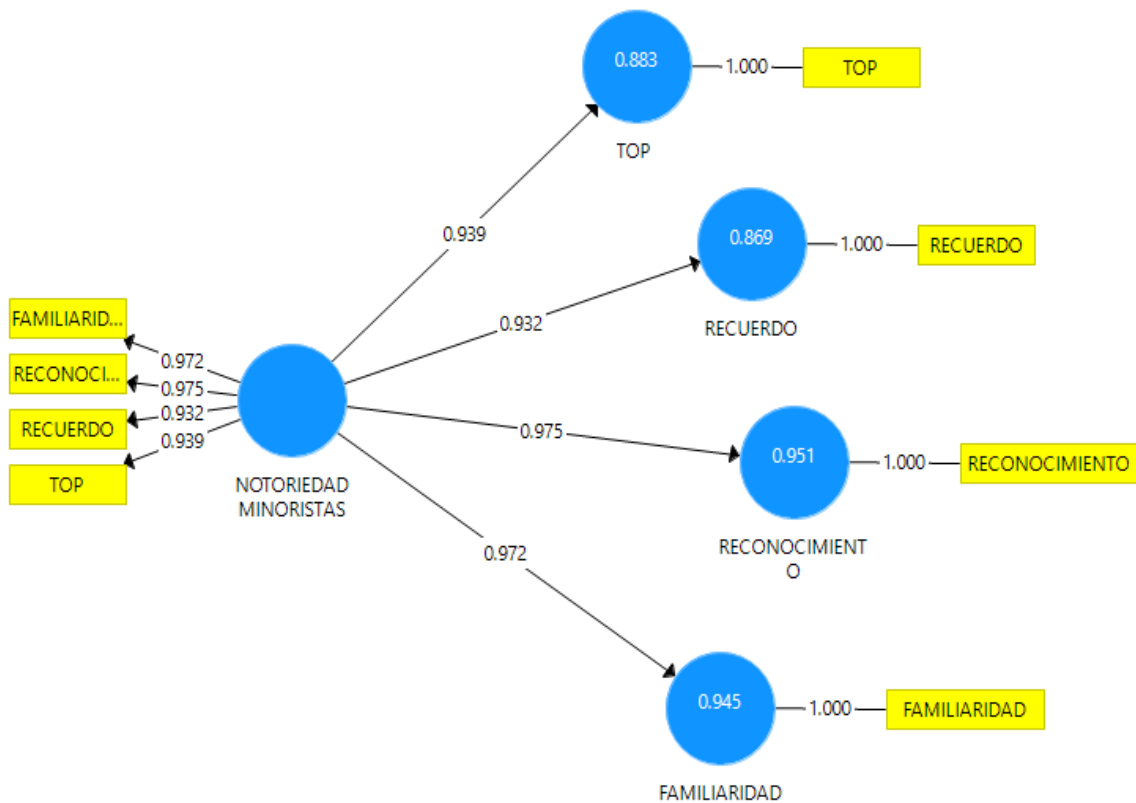 0.883
1.000
TOP
TOP
0.939
0.869
1.000
RECUERDO
RECUERDO
0.932
FAMILIARID...
0.972
RECONOCI...
0.975
RECUERDO
0.932
TOP
0.939
NOTORIEDAD
MINORISTAS
0.975
0.951
1.000
RECONOCIMIENTO
RECONOCIMIENT
O
0.972
0.945
1.000
FAMILIARIDAD
FAMILIARIDAD